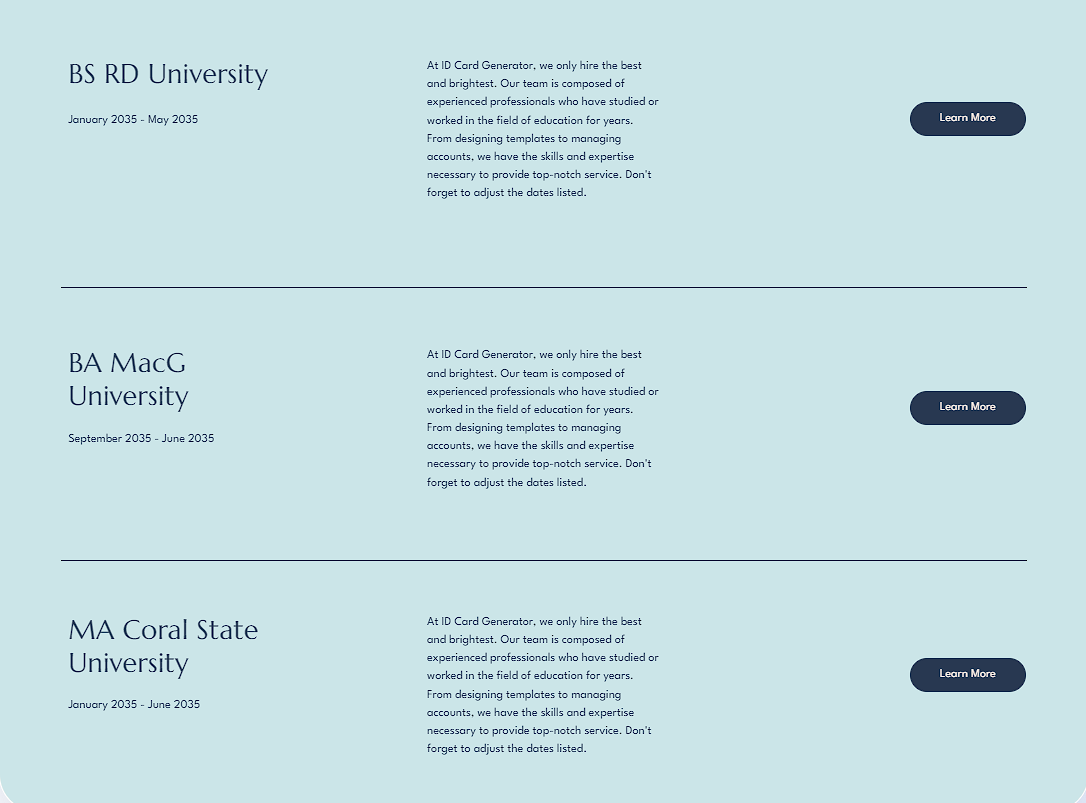 BS RD University
January 2035 - May 2035
At ID Card Generator, we only hire the best
and brightest. Our team is composed of
experienced professionals who have studied or
worked in the field of education for years.
From designing templates to managing
accounts, we have the skills and expertise
necessary to provide top-notch service. Don't
forget to adjust the dates listed.
Learn More
BA MacG
University
September 2035 - June 2035
At ID Card Generator, we only hire the best
and brightest. Our team is composed of
experienced professionals who have studied or
worked in the field of education for years.
From designing templates to managing
accounts, we have the skills and expertise
necessary to provide top-notch service. Don't
forget to adjust the dates listed.
Learn More
MA Coral State
University
January 2035 - June 2035
At ID Card Generator, we only hire the best
and brightest. Our team is composed of
experienced professionals who have studied or
worked in the field of education for years.
From designing templates to managing
accounts, we have the skills and expertise
necessary to provide top-notch service. Don't
forget to adjust the dates listed.
Learn More